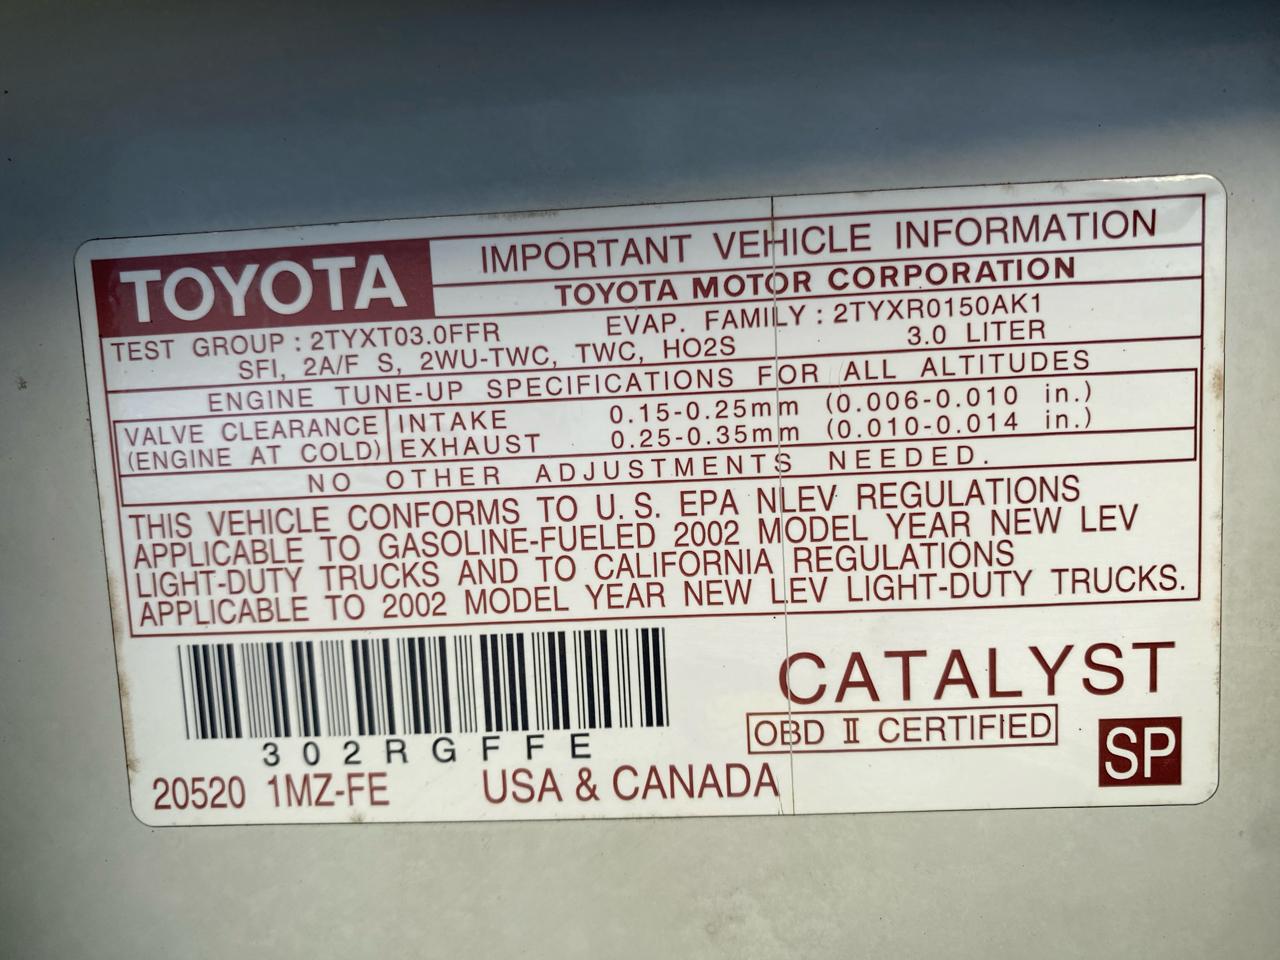 TOYOTA
IMPORTANT VEHICLE INFORMATION
TOYOTA MOTOR CORPORATION
TEST GROUP : 2TYXT03.0FFR EVAP. FAMILY : 2TYXR0150AK1
SFI, 2A/F S, 2WU-TWC, TWC, HO2S 3.0 LITER
ENGINE TUNE-UP SPECIFICATIONS FOR ALL ALTITUDES
VALVE CLEARANCE INTAKE 0.15-0.25mm (0.006-0.010 in.)
(ENGINE AT COLD) EXHAUST 0.25-0.35mm (0.010-0.014 in.)
NO OTHER ADJUSTMENTS NEEDED.
THIS VEHICLE CONFORMS TO U.S. EPA NLEV REGULATIONS
APPLICABLE TO GASOLINE-FUELED 2002 MODEL YEAR NEW LEV
LIGHT-DUTY TRUCKS AND TO CALIFORNIA REGULATIONS
APPLICABLE TO 2002 MODEL YEAR NEW LEV LIGHT-DUTY TRUCKS.
CATALYST
OBD II CERTIFIED
SP
302RGFFE
20520 1MZ-FE USA & CANADA